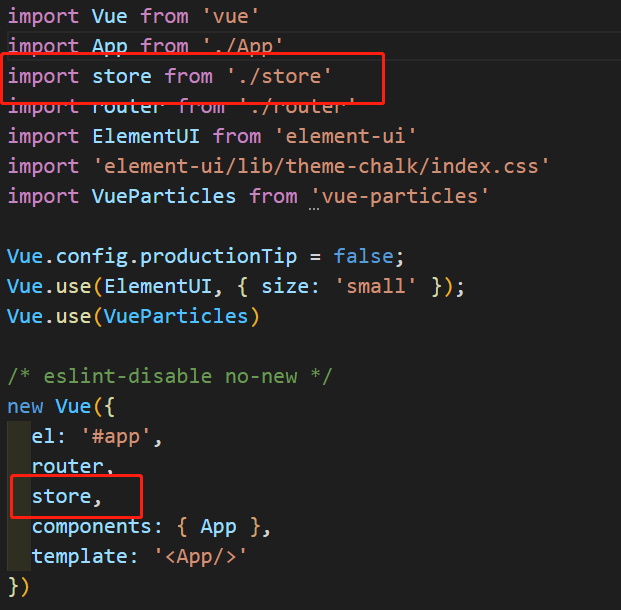 import Vue from 'vue'
import App from './App'
import store from './store'
import router from './router'
import ElementUI from 'element-ui'
import 'element-ui/lib/theme-chalk/index.css'
import VueParticles from 'vue-particles'
Vue.config.productionTip = false;
Vue.use(ElementUI, { size: 'small' });
Vue.use(VueParticles)
/* eslint-disable no-new */
new Vue({
  el: '#app',
  router,
  store,
  components: { App },
  template: '<App/>'
})